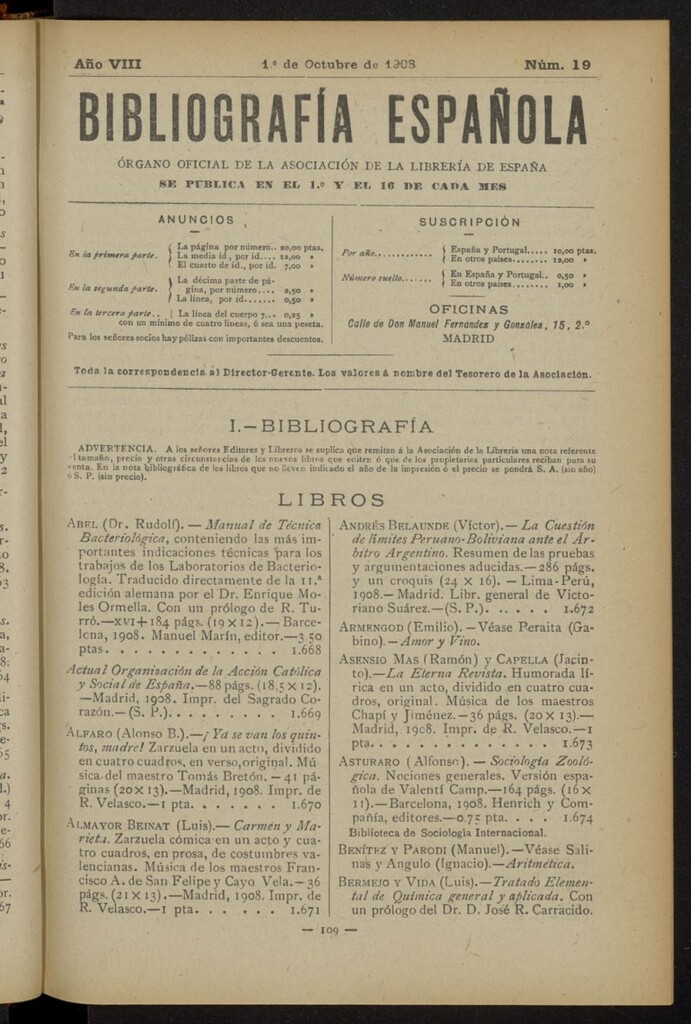 Año VIII 1.º de Octubre de 1908 Núm. 19
BIBLIOGRAFÍA ESPAÑOLA
ÓRGANO OFICIAL DE LA ASOCIACIÓN DE LA LIBRERÍA DE ESPAÑA
SE PUBLICA EN EL 1.º Y EL 16 DE CADA MES
ANUNCIOS
En la primera parte. La página por número.. 20,00 ptas.
La media id, por id.... 12,00 »
El cuarto de íd., por id. 7,00 »
En la segunda parte. La décima parte de pá-
gina, por número.... 2,50 »
La línea, por íd....... 0,50 »
En la tercera parte.. La línea del cuerpo 7... 0,25 »
con un mínimo de cuatro líneas, ó sea una peseta.
Para los señores socios hay pólizas con importantes descuentos.
SUSCRIPCIÓN
Por año............ España y Portugal..... 10,00 ptas.
En otros países........ 12,00 »
Número suelto....... En España y Portugal.. 0,50 »
En otros países........ 1,00 »
OFICINAS
Calle de Don Manuel Fernández y González, 15, 2.º
MADRID
Toda la correspondencia al Director-Gerente. Los valores á nombre del Tesorero de la Asociación.
I.—BIBLIOGRAFÍA
ADVERTENCIA. A los señores Editores y Libreros se suplica que remitan á la Asociación de la Librería una nota referente
al tamaño, precio y otras circunstancias de los nuevos libros que editen ó que de los propietarios particulares reciban para su
venta. En la nota bibliográfica de los libros que no lleven indicado el año de la impresión ó el precio se pondrá S. A. (sin año)
ó S. P. (sin precio).
LIBROS
ABEL (Dr. Rudolf). — Manual de Técnica
Bacteriológica, conteniendo las más im-
portantes indicaciones técnicas para los
trabajos de los Laboratorios de Bacterio-
logía. Traducido directamente de la 11.ª
edición alemana por el Dr. Enrique Mo-
les Ormella. Con un prólogo de R. Tu-
rró.—XVI+184 págs. (19×12).—Barce-
lona, 1908. Manuel Marín, editor.—3,50
ptas. . . . . . . . . . . . . 1.668
Actual Organización de la Acción Católica
y Social de España.—88 págs. (18,5×12).
—Madrid, 1908. Impr. del Sagrado Co-
razón.—(S. P.). . . . . . . . 1.669
ALFARO (Alonso B.).—¡Ya se van los quin-
tos, madre! Zarzuela en un acto, dividido
en cuatro cuadros, en verso, original. Mú-
sica del maestro Tomás Bretón. — 41 pá-
ginas (20×13).—Madrid, 1908. Impr. de
R. Velasco.—1 pta. . . . . . . 1.670
ALMAYOR BEINAT (Luis).—Carmen y Ma-
rieta. Zarzuela cómica en un acto y cua-
tro cuadros, en prosa, de costumbres va-
lencianas. Música de los maestros Fran-
cisco A. de San Felipe y Cayo Vela.—36
págs. (21×13).—Madrid, 1908. Impr. de
R. Velasco.—1 pta. . . . . . . 1.671
ANDRÉS BELAUNDE (Víctor).— La Cuestión
de límites Peruano-Boliviana ante el Ár-
bitro Argentino. Resumen de las pruebas
y argumentaciones aducidas.—286 págs.
y un croquis (24 × 16). — Lima-Perú,
1908.—Madrid. Libr. general de Victo-
riano Suárez.—(S. P.). . . . . . 1.672
ARMENGOD (Emilio). —Véase Peraita (Ga-
bino).—Amor y Vino.
ASENSIO MAS (Ramón) y CAPELLA (Jacin-
to).—La Eterna Revista. Humorada lí-
rica en un acto, dividido en cuatro cua-
dros, original. Música de los maestros
Chapí y Jiménez.—36 págs. (20×13).—
Madrid, 1908. Impr. de R. Velasco.—1
pta. . . . . . . . . . . . . 1.673
ASTURARO (Alfonso). — Sociología Zooló-
gica. Nociones generales. Versión espa-
ñola de Valentí Camp.—164 págs. (16×
11).—Barcelona, 1908. Henrich y Com-
pañía, editores.—0,75 pta. . . . 1.674
Biblioteca de Sociología Internacional.
BENÍTEZ Y PARODI (Manuel).—Véase Sali-
nas y Angulo (Ignacio).—Aritmética.
BERMEJO Y VIDA (Luis).—Tratado Elemen-
tal de Química general y aplicada. Con
un prólogo del Dr. D. José R. Carracido.
— 109 —